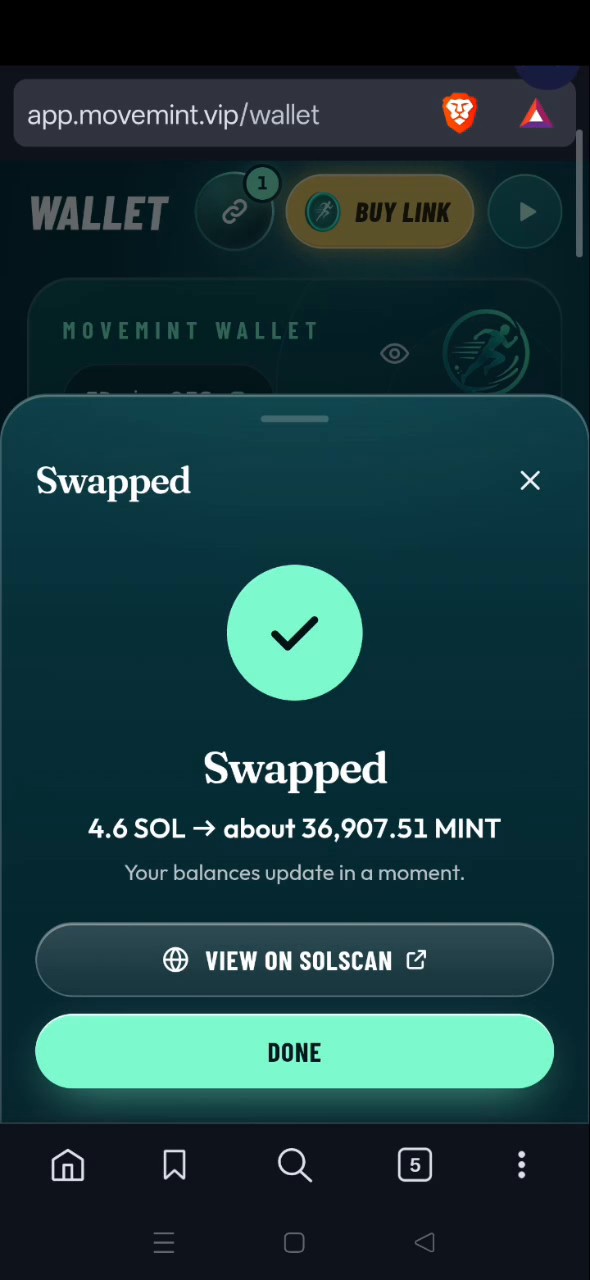 app.movemint.vip/wallet
WALLET
1
BUY LINK
MOVEMINT WALLET
Swapped
Swapped
4.6 SOL → about 36,907.51 MINT
Your balances update in a moment.
VIEW ON SOLSCAN
DONE
5